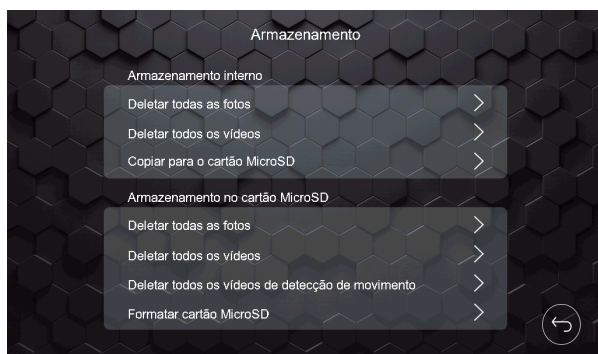 Armazenamento
Armazenamento interno
Deletar todas as fotos
Deletar todos os vídeos
Copiar para o cartão MicroSD
Armazenamento no cartão MicroSD
Deletar todas as fotos
Deletar todos os vídeos
Deletar todos os vídeos de detecção de movimento
Formatar cartão MicroSD